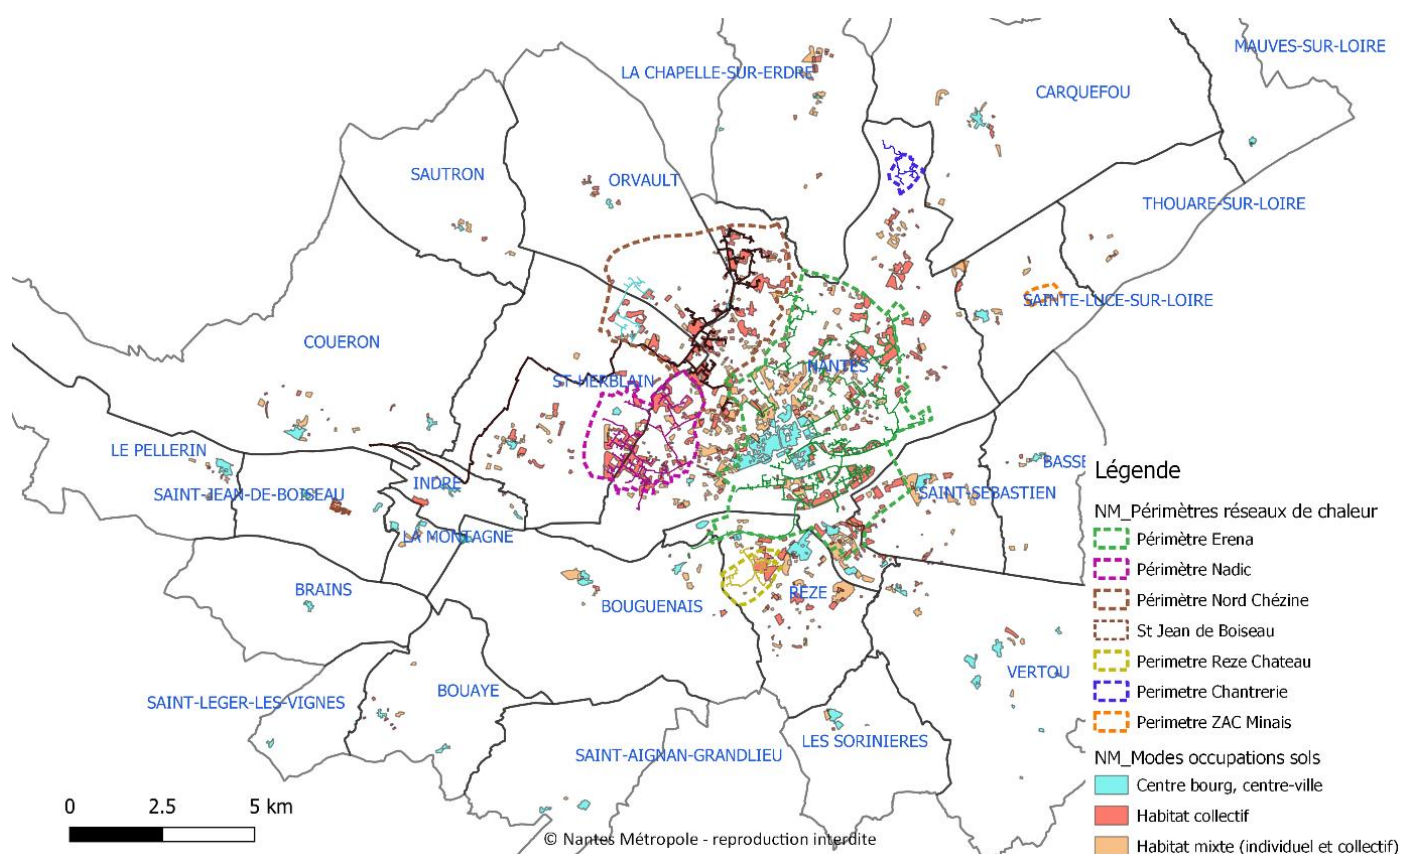 MAUVES-SUR-LOIRE
LA CHAPELLE-SUR-ERDRE
CARQUEFOU
SAUTRON
ORVAULT
THOUARE-SUR-LOIRE
SAINTE-LUCE-SUR-LOIRE
COUERON
NANTES
ST-HERBLAIN
LE PELLERIN
BASSE
INDRE
SAINT-JEAN-DE-BOISEAU
SAINT-SEBASTIEN
LA MONTAGNE
BRAINS
BOUGUENAIS
REZE
VERTOU
BOUAYE
SAINT-LEGER-LES-VIGNES
LES SORINIERES
SAINT-AIGNAN-GRANDLIEU
Légende
NM_Périmètres réseaux de chaleur
Périmètre Erena
Périmètre Nadic
Périmètre Nord Chézine
St Jean de Boiseau
Perimetre Reze Chateau
Perimetre Chantrerie
Perimetre ZAC Minais
NM_Modes occupations sols
Centre bourg, centre-ville
Habitat collectif
Habitat mixte (individuel et collectif)
0 2.5 5 km
© Nantes Métropole - reproduction interdite